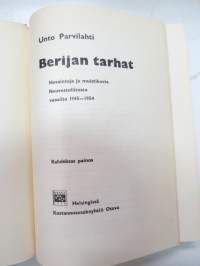 Unto Parvilahti
Berijan tarhat
Havaintoja ja muistikuvia
Neuvostoliitosta
vuosilta 1945—1954
Kahdeksas painos
Helsingissä
Kustannusosakeyhtiö Otava